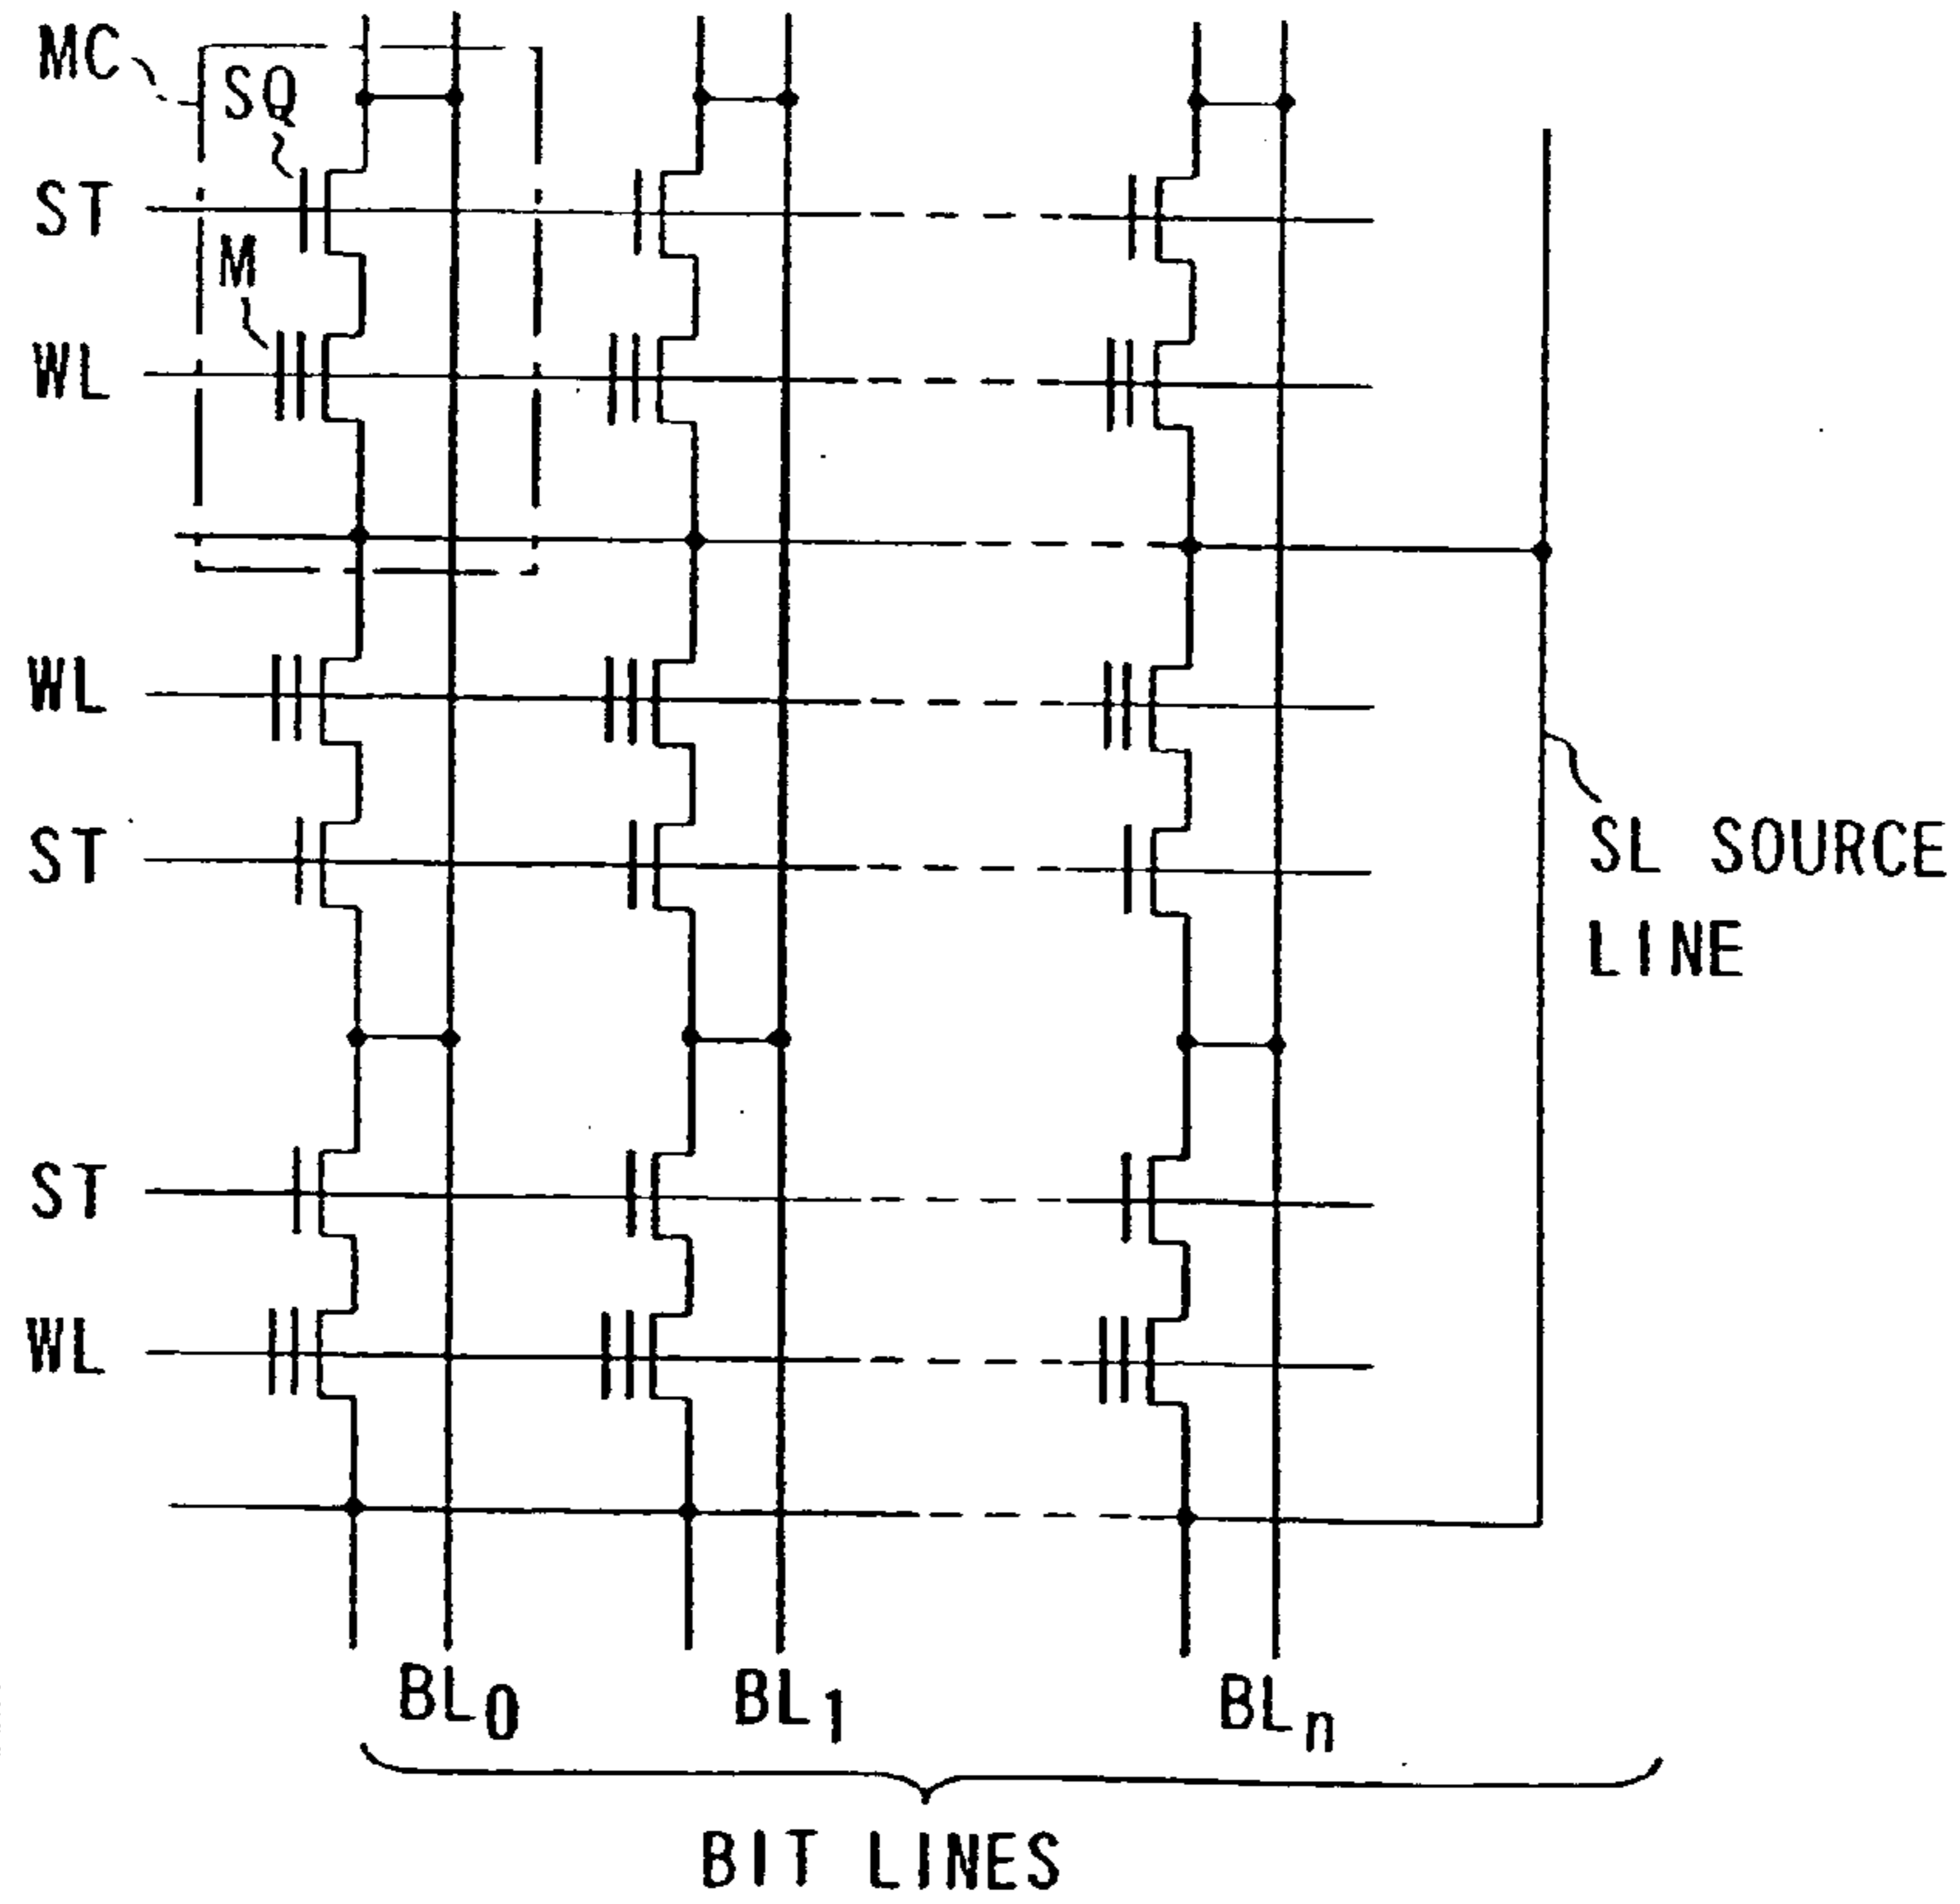 MC
SQ
ST
M
WL
WL
ST
SL SOURCE
LINE
ST
WL
BL0
BL1
BLn
BIT LINES